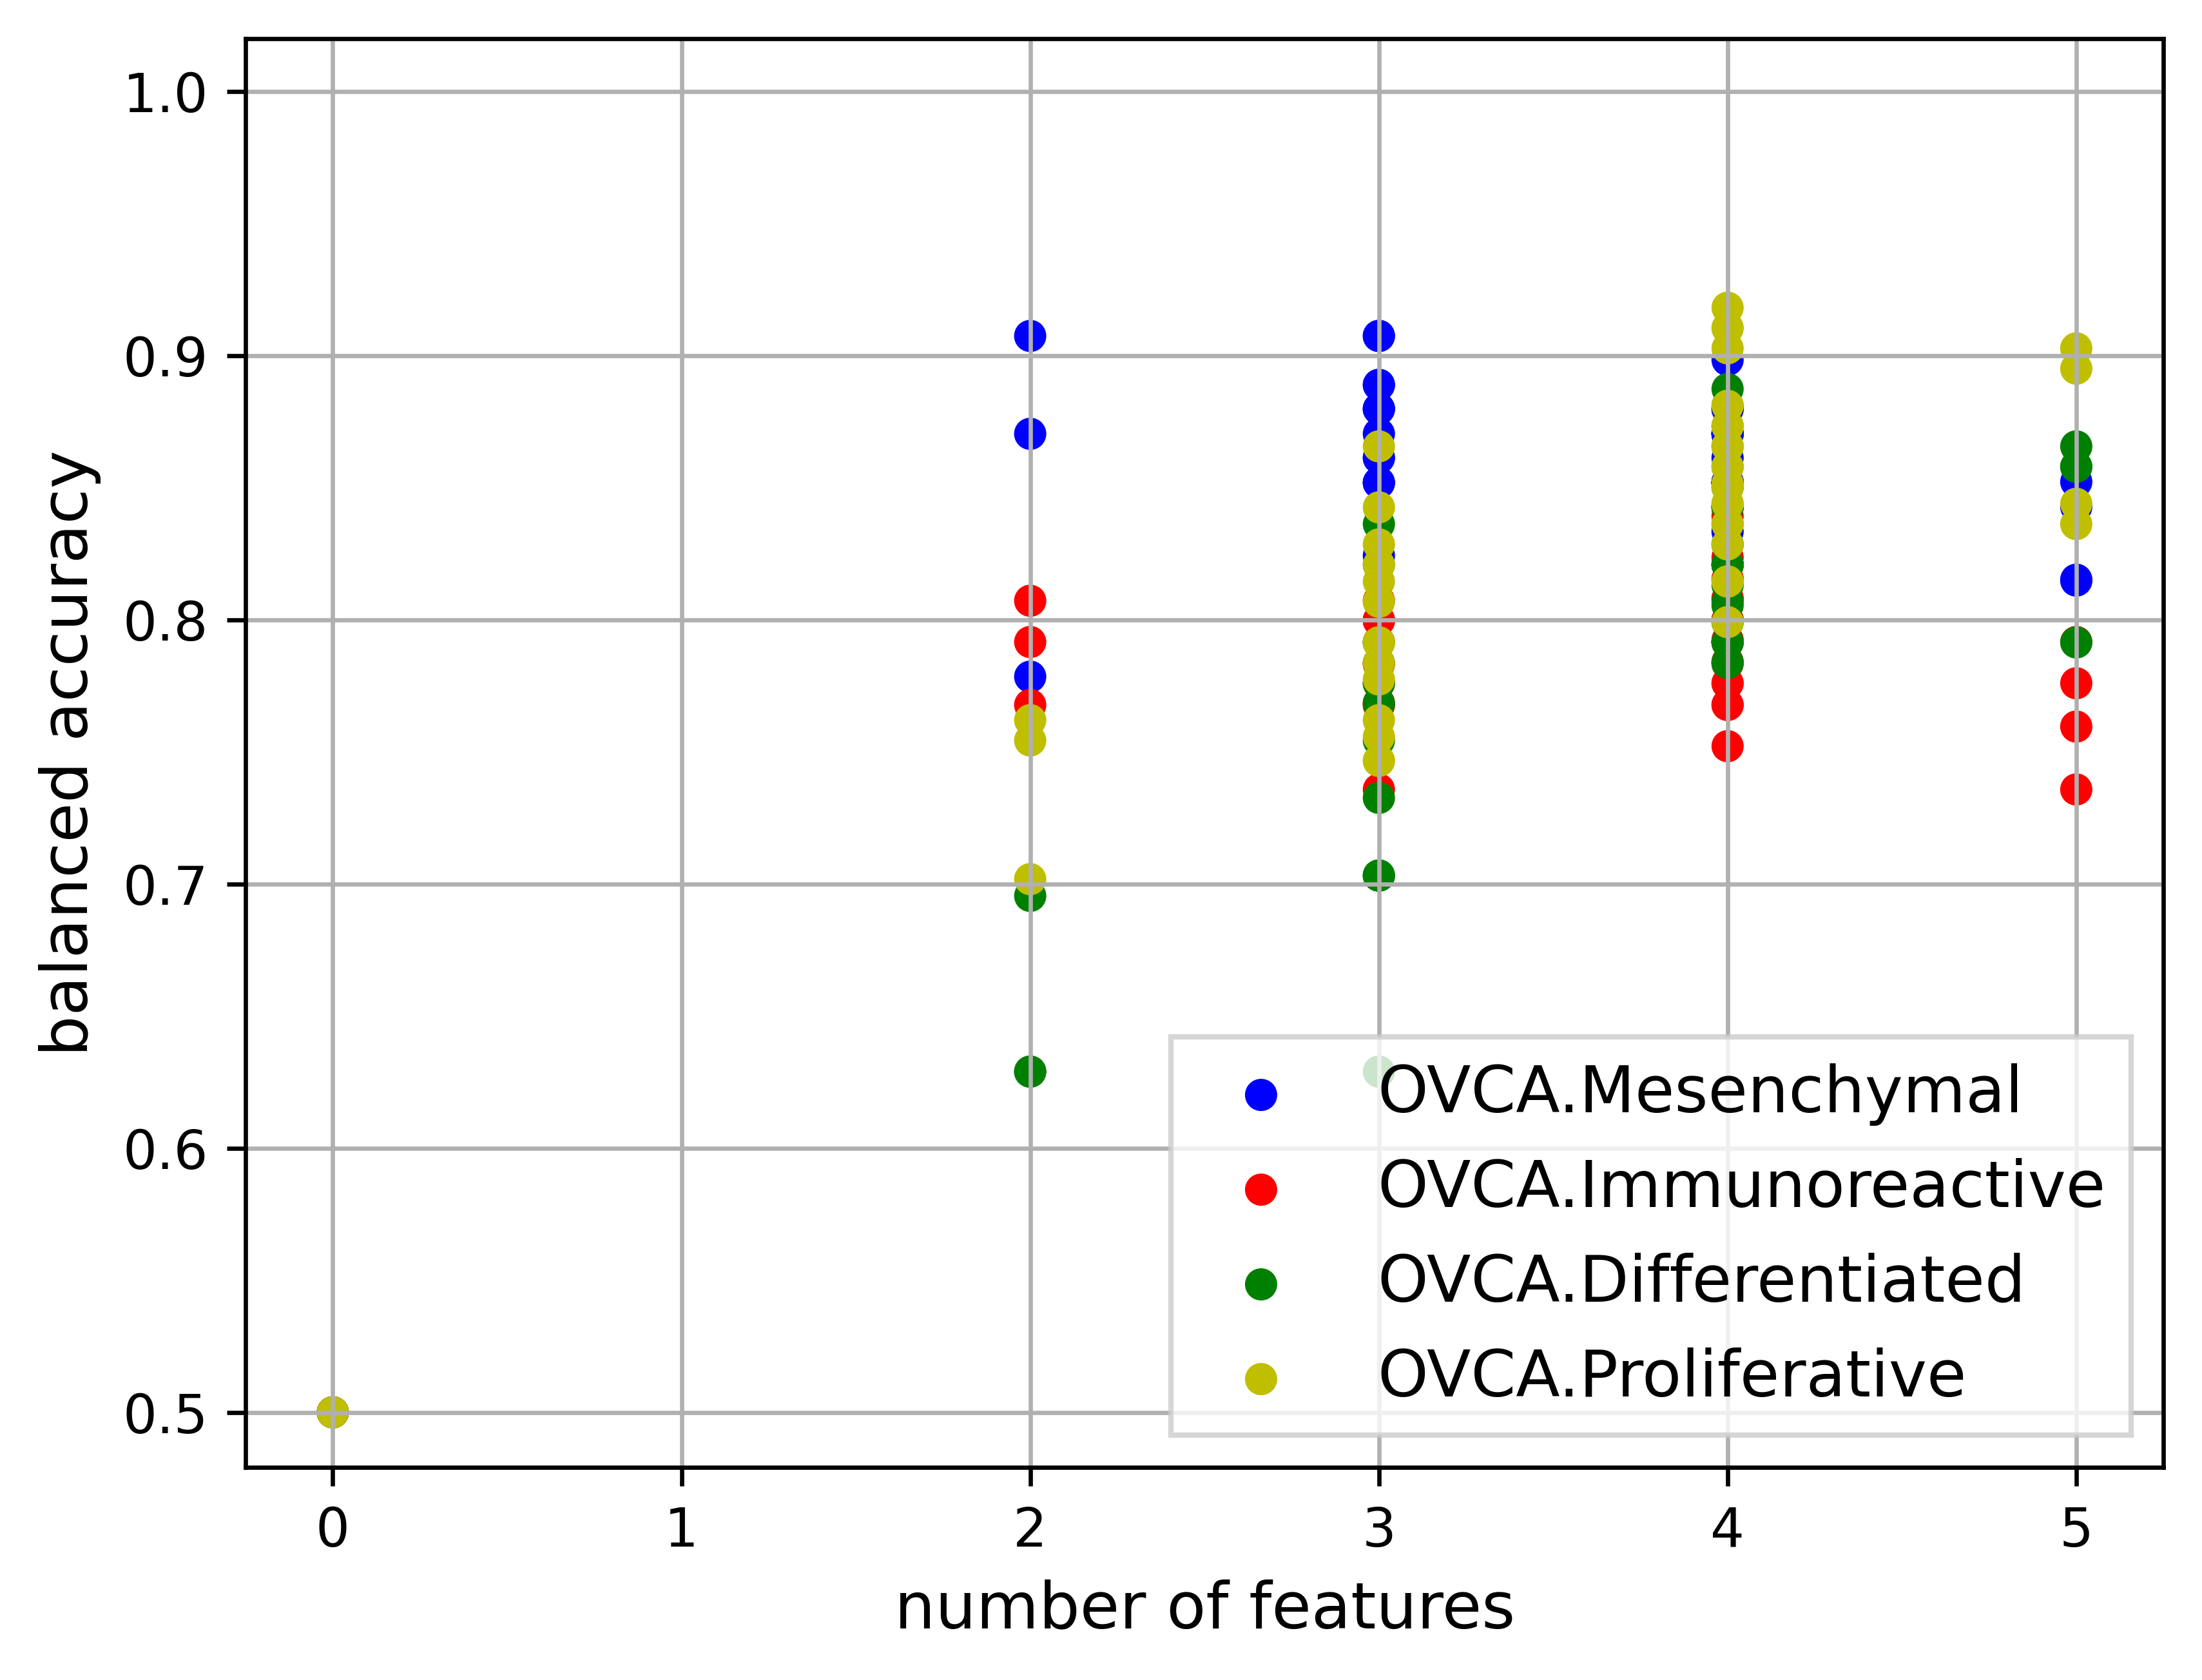 1.0
0.9
0.8
0.7
0.6
0.5
balanced accuracy
OVCA.Mesenchymal
OVCA.Immunoreactive
OVCA.Differentiated
OVCA.Proliferative
0 1 2 3 4 5
number of features